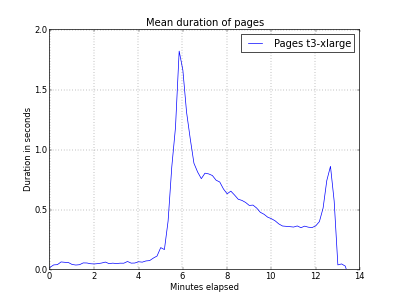 Mean duration of pages
Pages t3-xlarge
Duration in seconds
2.0
1.5
1.0
0.5
0.0
0 2 4 6 8 10 12 14
Minutes elapsed